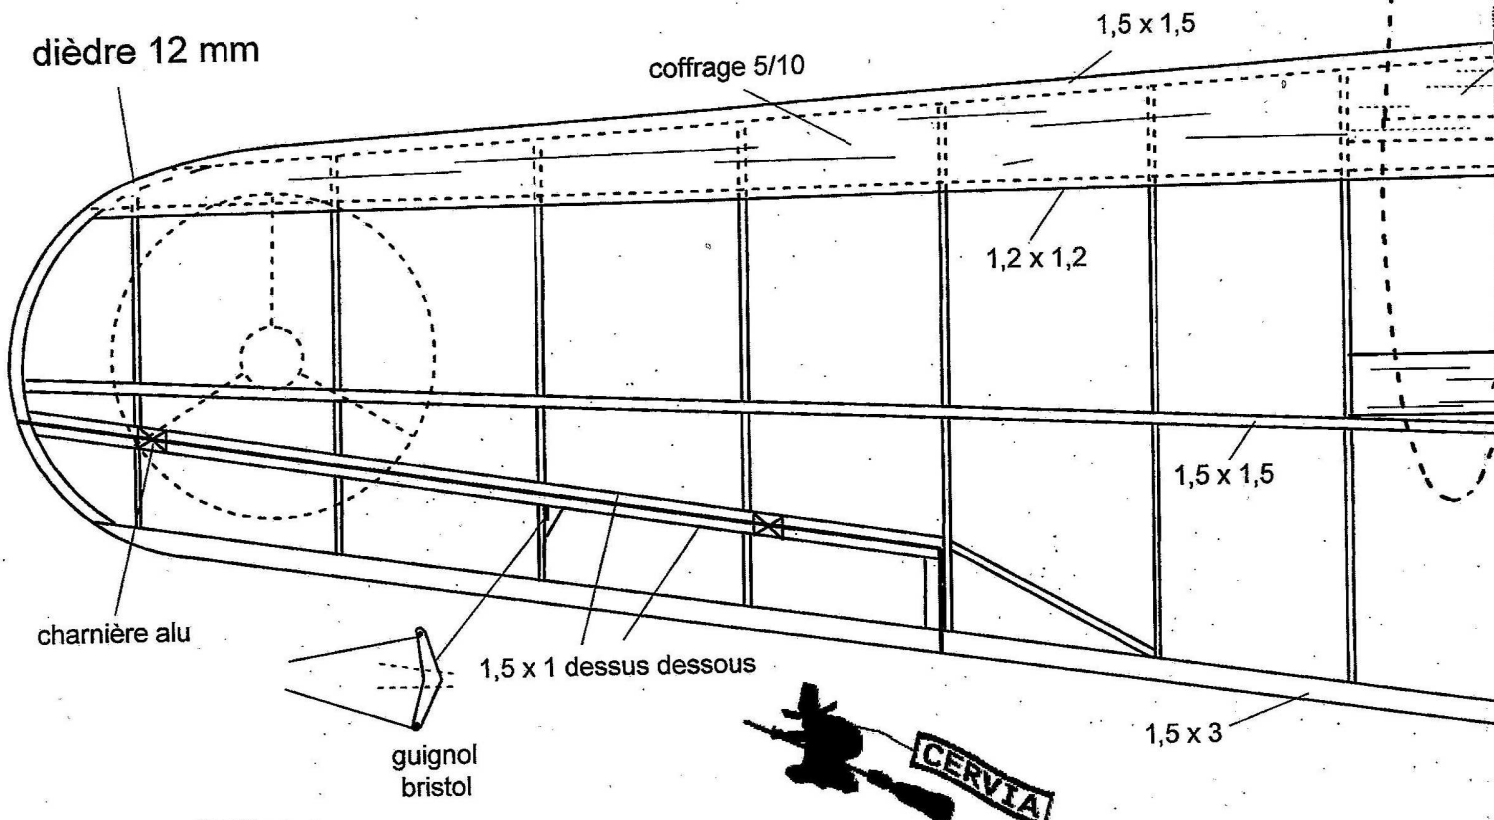 1,5 x 1,5
dièdre 12 mm
coffrage 5/10
1,2 x 1,2
1,5 x 1,5
charnière alu
1,5 x 1 dessus dessous
1,5 x 3
guignol
bristol
CERVIA